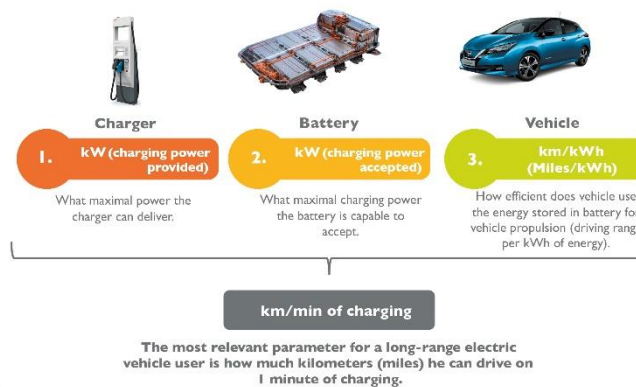 Charger
1.
kW (charging power
provided)
What maximal power the
charger can deliver.
Battery
2.
kW (charging power
accepted)
What maximal charging power
the battery is capable to
accept.
Vehicle
3.
km/kWh
(Miles/kWh)
How efficient does vehicle use
the energy stored in battery for
vehicle propulsion (driving range
per kWh of energy).
km/min of charging
The most relevant parameter for a long-range electric
vehicle user is how much kilometers (miles) he can drive on
1 minute of charging.